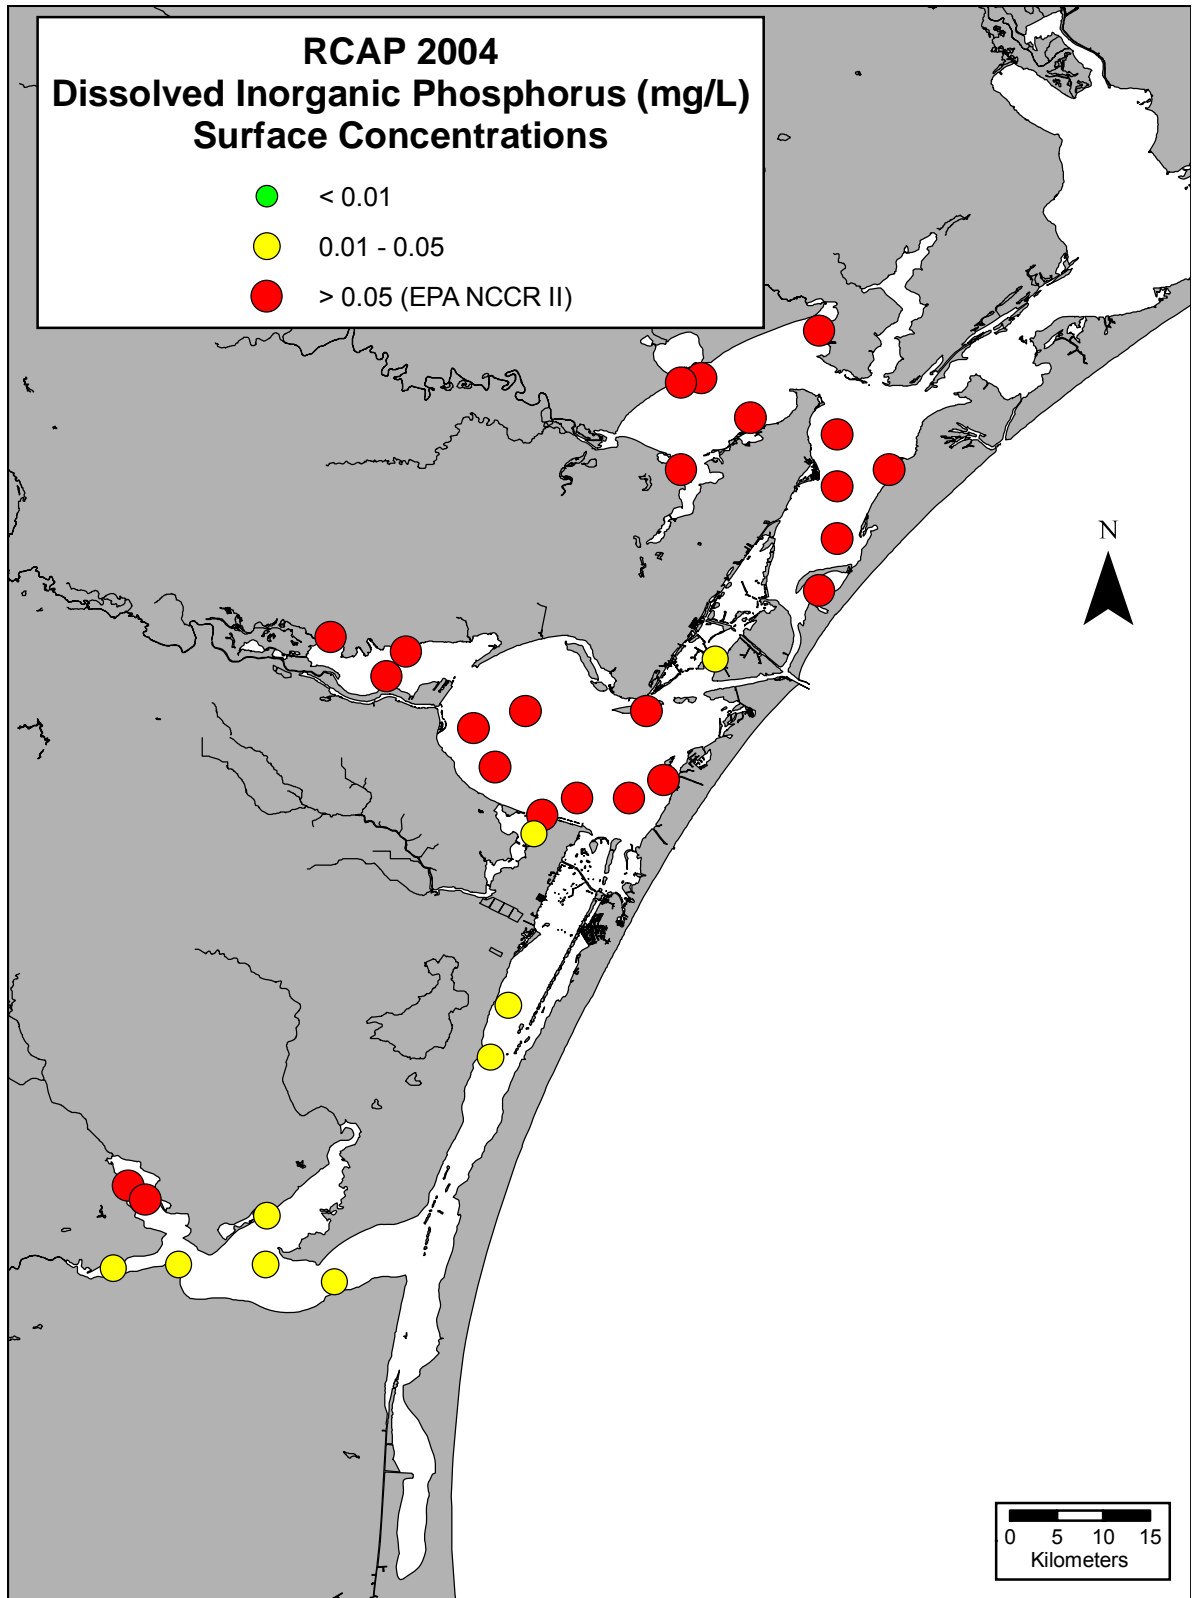 RCAP 2004
Dissolved Inorganic Phosphorus (mg/L)
Surface Concentrations
< 0.01
0.01 - 0.05
> 0.05 (EPA NCCR II)
N
0 5 10 15
Kilometers